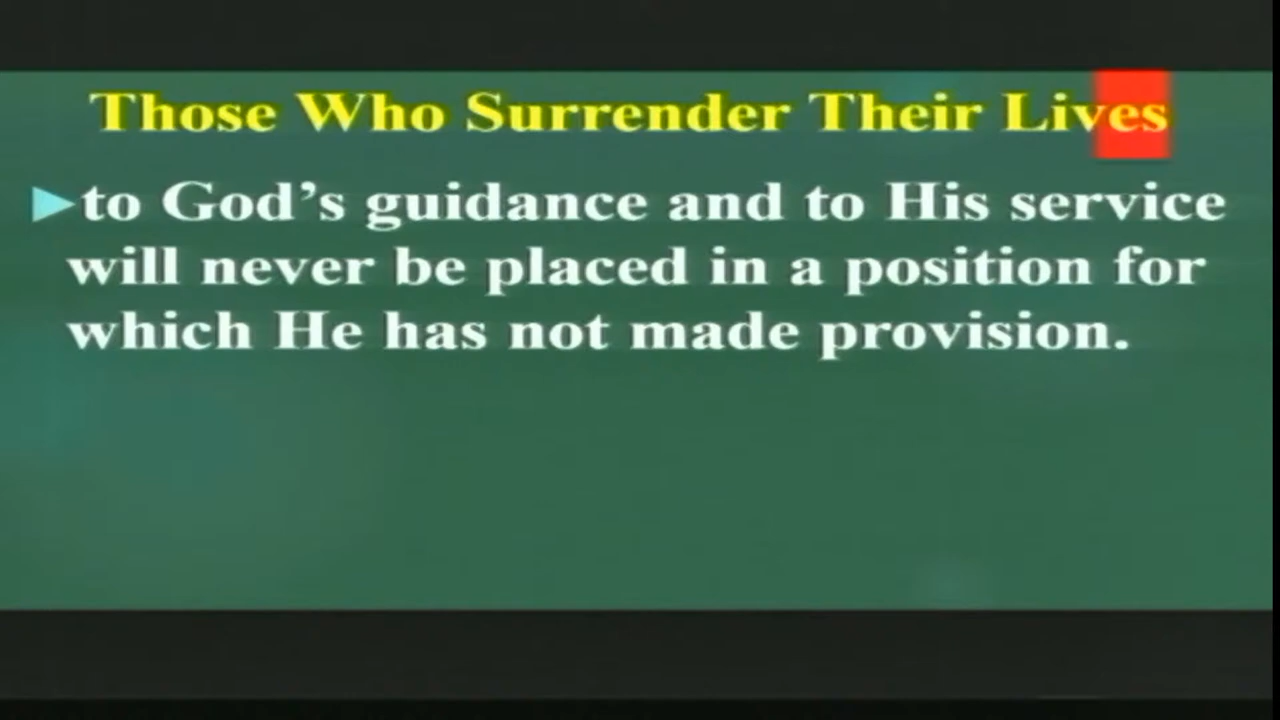 Those Who Surrender Their Lives
►to God’s guidance and to His service
will never be placed in a position for
which He has not made provision.